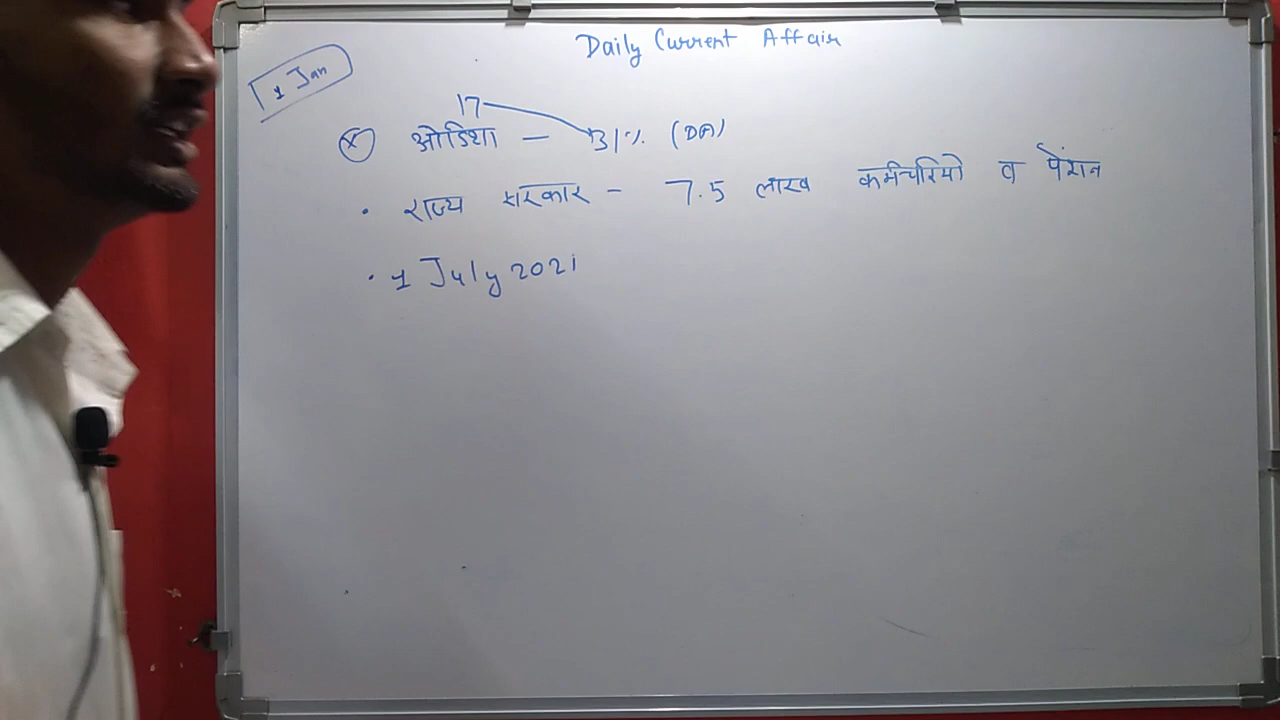 Daily Current Affair
1 Jan
17
ओडिशा - 31% (DA)
• राज्य सरकार - 7.5 लाख कर्मचारियो व पेंशन
• 1 July 2021